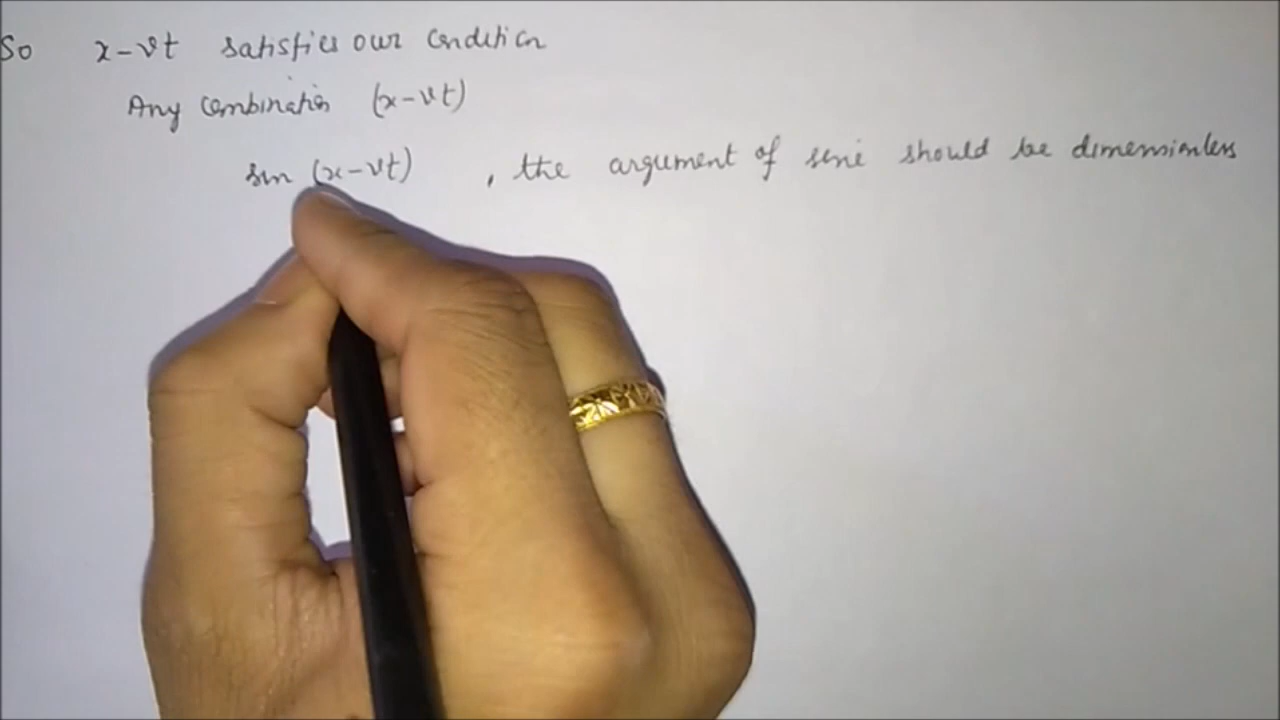 So x-vt satisfies our condition
Any combination (x-vt)
sin (x-vt) , the argument of sine should be dimensionless